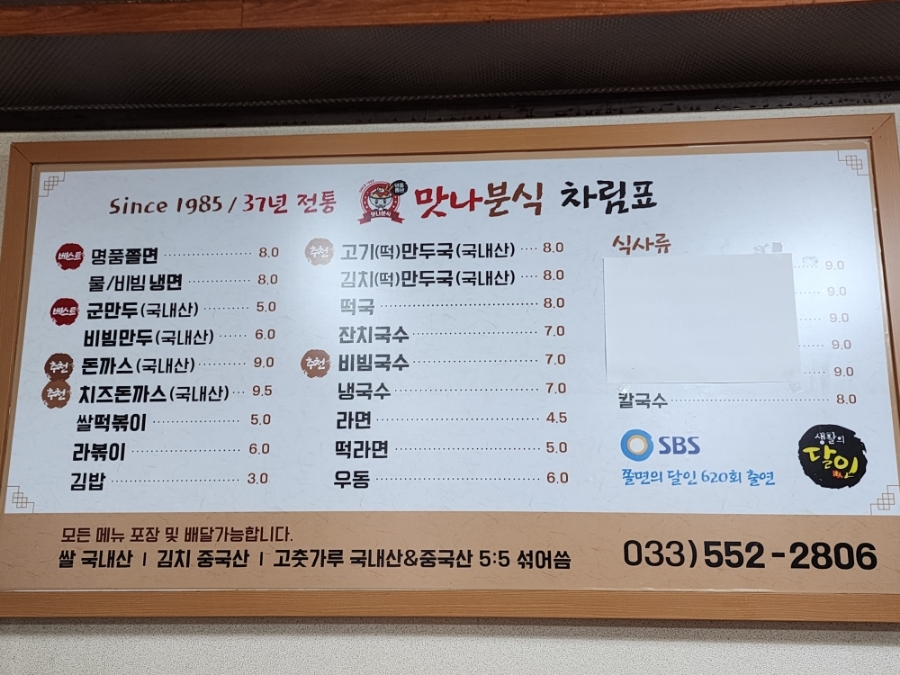 Since 1985 / 37년 전통 맛나분식 맛나분식 차림표
베스트 명품쫄면 8.0
물/비빔냉면 8.0
베스트 군만두(국내산) 5.0
비빔만두(국내산) 6.0
추천 돈까스(국내산) 9.0
추천 치즈돈까스(국내산) 9.5
쌀떡볶이 5.0
라볶이 6.0
김밥 3.0
추천 고기(떡)만두국(국내산) 8.0
김치(떡)만두국(국내산) 8.0
떡국 8.0
잔치국수 7.0
추천 비빔국수 7.0
냉국수 7.0
라면 4.5
떡라면 5.0
우동 6.0
식사류
9.0
9.0
9.0
9.0
칼국수 8.0
SBS
쫄면의 달인 620회 출연
생활의
달인
모든 메뉴 포장 및 배달가능합니다.
쌀 국내산 | 김치 중국산 | 고춧가루 국내산&중국산 5:5 섞어씀
033) 552-2806